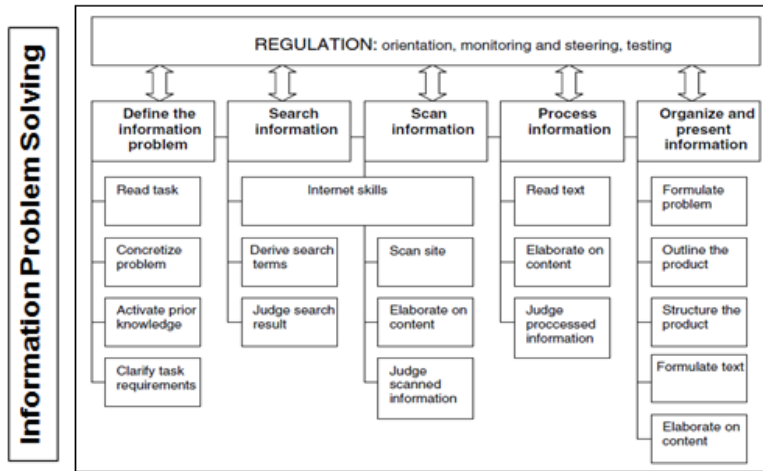 Information Problem Solving
REGULATION: orientation, monitoring and steering, testing
Define the
information
problem
Search
information
Scan
information
Process
information
Organize and
present
information
Read task
Concretize
problem
Activate prior
knowledge
Clarify task
requirements
Internet skills
Derive search
terms
Judge search
result
Scan site
Elaborate on
content
Judge
scanned
information
Read text
Elaborate on
content
Judge
proccessed
information
Formulate
problem
Outline the
product
Structure the
product
Formulate text
Elaborate on
content